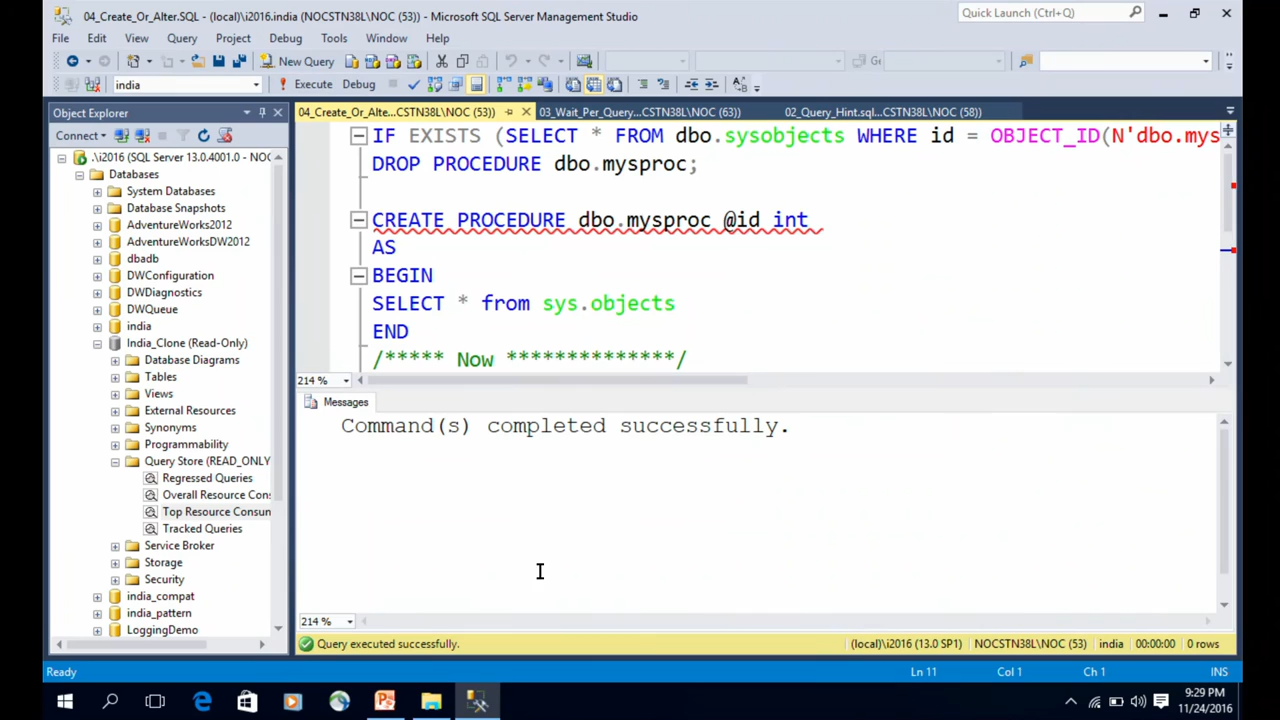 04_Create_Or_Alter.SQL - (local)\i2016.india (NOCSTN38L\NOC (53)) - Microsoft SQL Server Management Studio
Quick Launch (Ctrl+Q)
File Edit View Query Project Debug Tools Window Help
New Query
india
Execute Debug
Object Explorer
04_Create_Or_Alte...CSTN38L\NOC (53))
03_Wait_Per_Query...CSTN38L\NOC (63))
02_Query_Hint.sql...CSTN38L\NOC (58))
Connect
.\i2016 (SQL Server 13.0.4001.0 - NOC
Databases
System Databases
Database Snapshots
AdventureWorks2012
AdventureWorksDW2012
dbadb
DWConfiguration
DWDiagnostics
DWQueue
india
India_Clone (Read-Only)
Database Diagrams
Tables
Views
External Resources
Synonyms
Programmability
Query Store (READ_ONLY
Regressed Queries
Overall Resource Cons
Top Resource Consum
Tracked Queries
Service Broker
Storage
Security
india_compat
india_pattern
LoggingDemo
IF EXISTS (SELECT * FROM dbo.sysobjects WHERE id = OBJECT_ID(N'dbo.mys
DROP PROCEDURE dbo.mysproc;
CREATE PROCEDURE dbo.mysproc @id int
AS
BEGIN
SELECT * from sys.objects
END
/***** Now **************/
214 %
Messages
Command(s) completed successfully.
214 %
Query executed successfully.
(local)\i2016 (13.0 SP1) NOCSTN38L\NOC (53) india 00:00:00 0 rows
Ready Ln 11 Col 1 Ch 1 INS
9:29 PM
11/24/2016